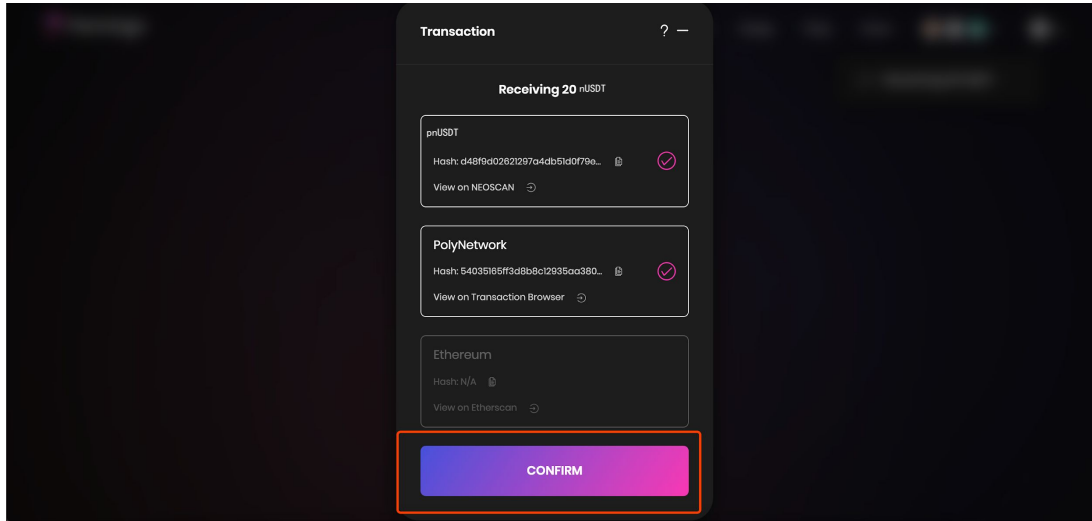 Transaction
? –
Receiving 20 nUSDT
pnUSDT
Hash: d48f9d02621297a4db51d0f79e...
View on NEOSCAN
PolyNetwork
Hash: 54035165ff3d8b8c12935aa380...
View on Transaction Browser
Ethereum
Hash: N/A
View on Etherscan
CONFIRM